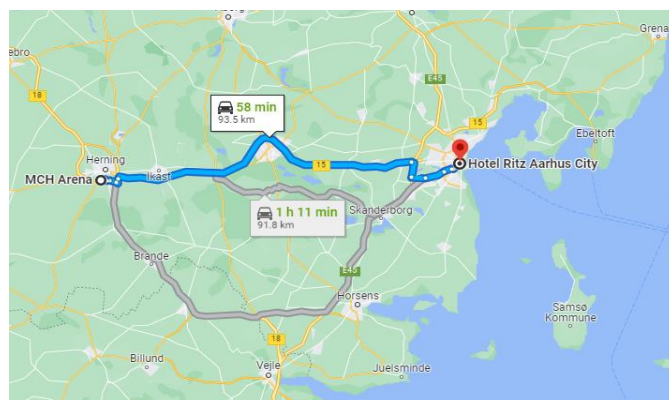 ebro
18
E45
Grena
58 min
93.5 km
15
Ebeltoft
Herning
15
Hotel Ritz Aarhus City
MCH Arena
Ikast
1 h 11 min
91.8 km
Skanderborg
Brande
E45
Horsens
Samsø
Kommune
18
Billund
Vejle
Juelsminde